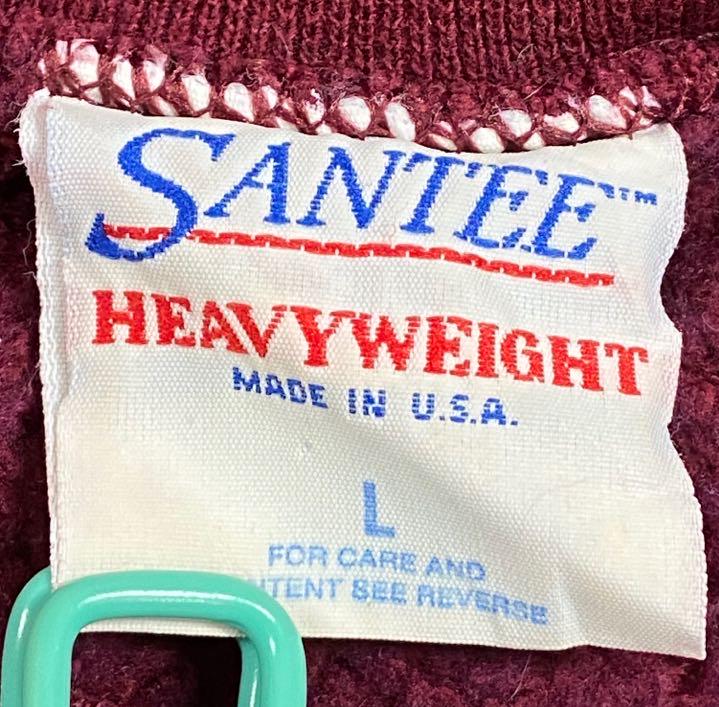 SANTEE™
HEAVYWEIGHT
MADE IN U.S.A.
L
FOR CARE AND
SEE REVERSE